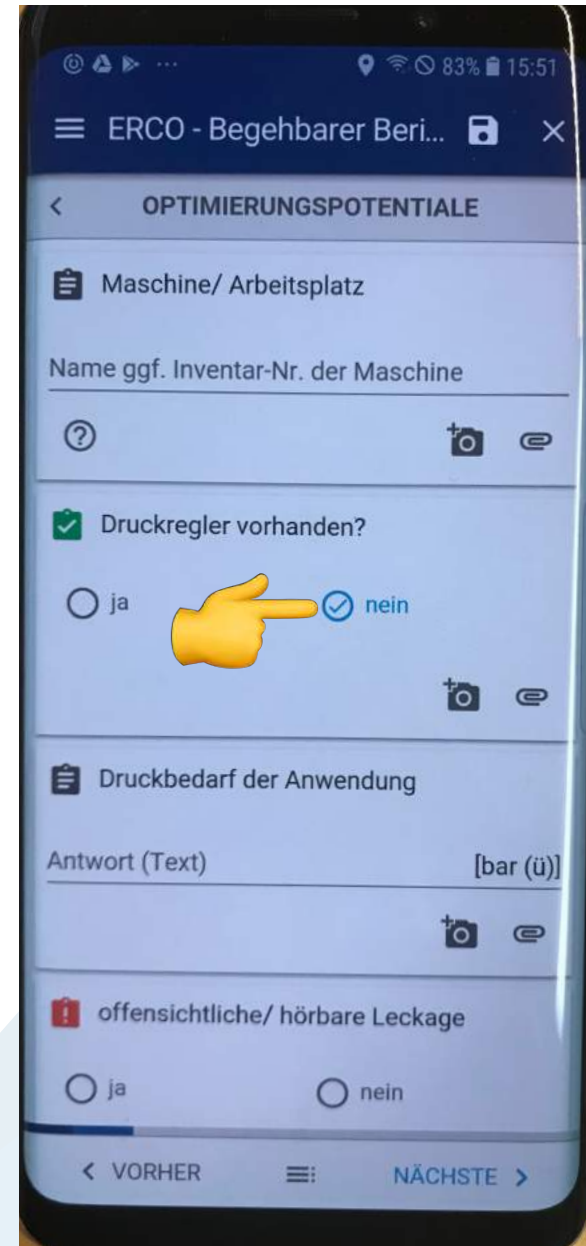 ... 83% 15:51
ERCO - Begehbarer Beri...
OPTIMIERUNGSPOTENTIALE
Maschine/ Arbeitsplatz
Name ggf. Inventar-Nr. der Maschine
Druckregler vorhanden?
ja nein
Druckbedarf der Anwendung
Antwort (Text) [bar (ü)]
offensichtliche/ hörbare Leckage
ja nein
VORHER NÄCHSTE